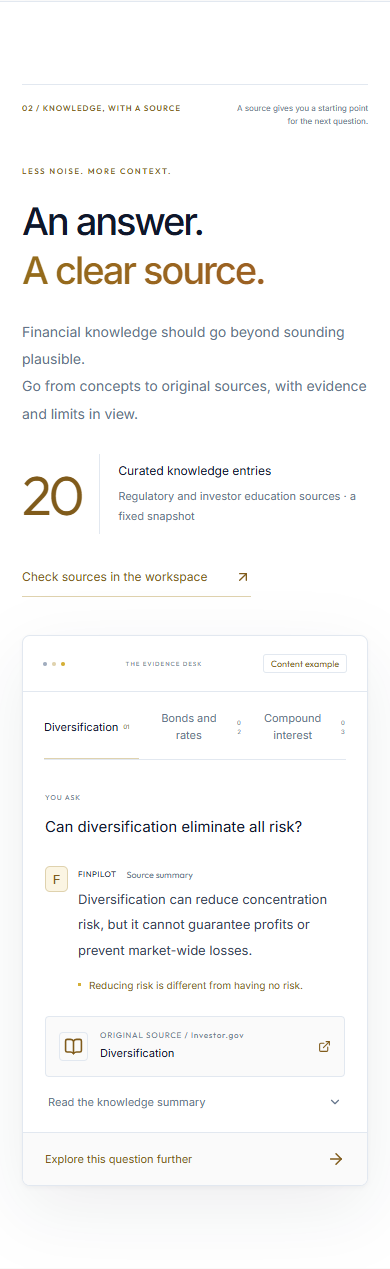 02 / KNOWLEDGE, WITH A SOURCE
A source gives you a starting point
for the next question.
LESS NOISE. MORE CONTEXT.
An answer.
A clear source.
Financial knowledge should go beyond sounding
plausible.
Go from concepts to original sources, with evidence
and limits in view.
20
Curated knowledge entries
Regulatory and investor education sources · a
fixed snapshot
Check sources in the workspace
THE EVIDENCE DESK
Content example
Diversification 01
Bonds and
rates
0
2
Compound
interest
0
3
YOU ASK
Can diversification eliminate all risk?
F
FINPILOT Source summary
Diversification can reduce concentration
risk, but it cannot guarantee profits or
prevent market-wide losses.
Reducing risk is different from having no risk.
ORIGINAL SOURCE / Investor.gov
Diversification
Read the knowledge summary
Explore this question further